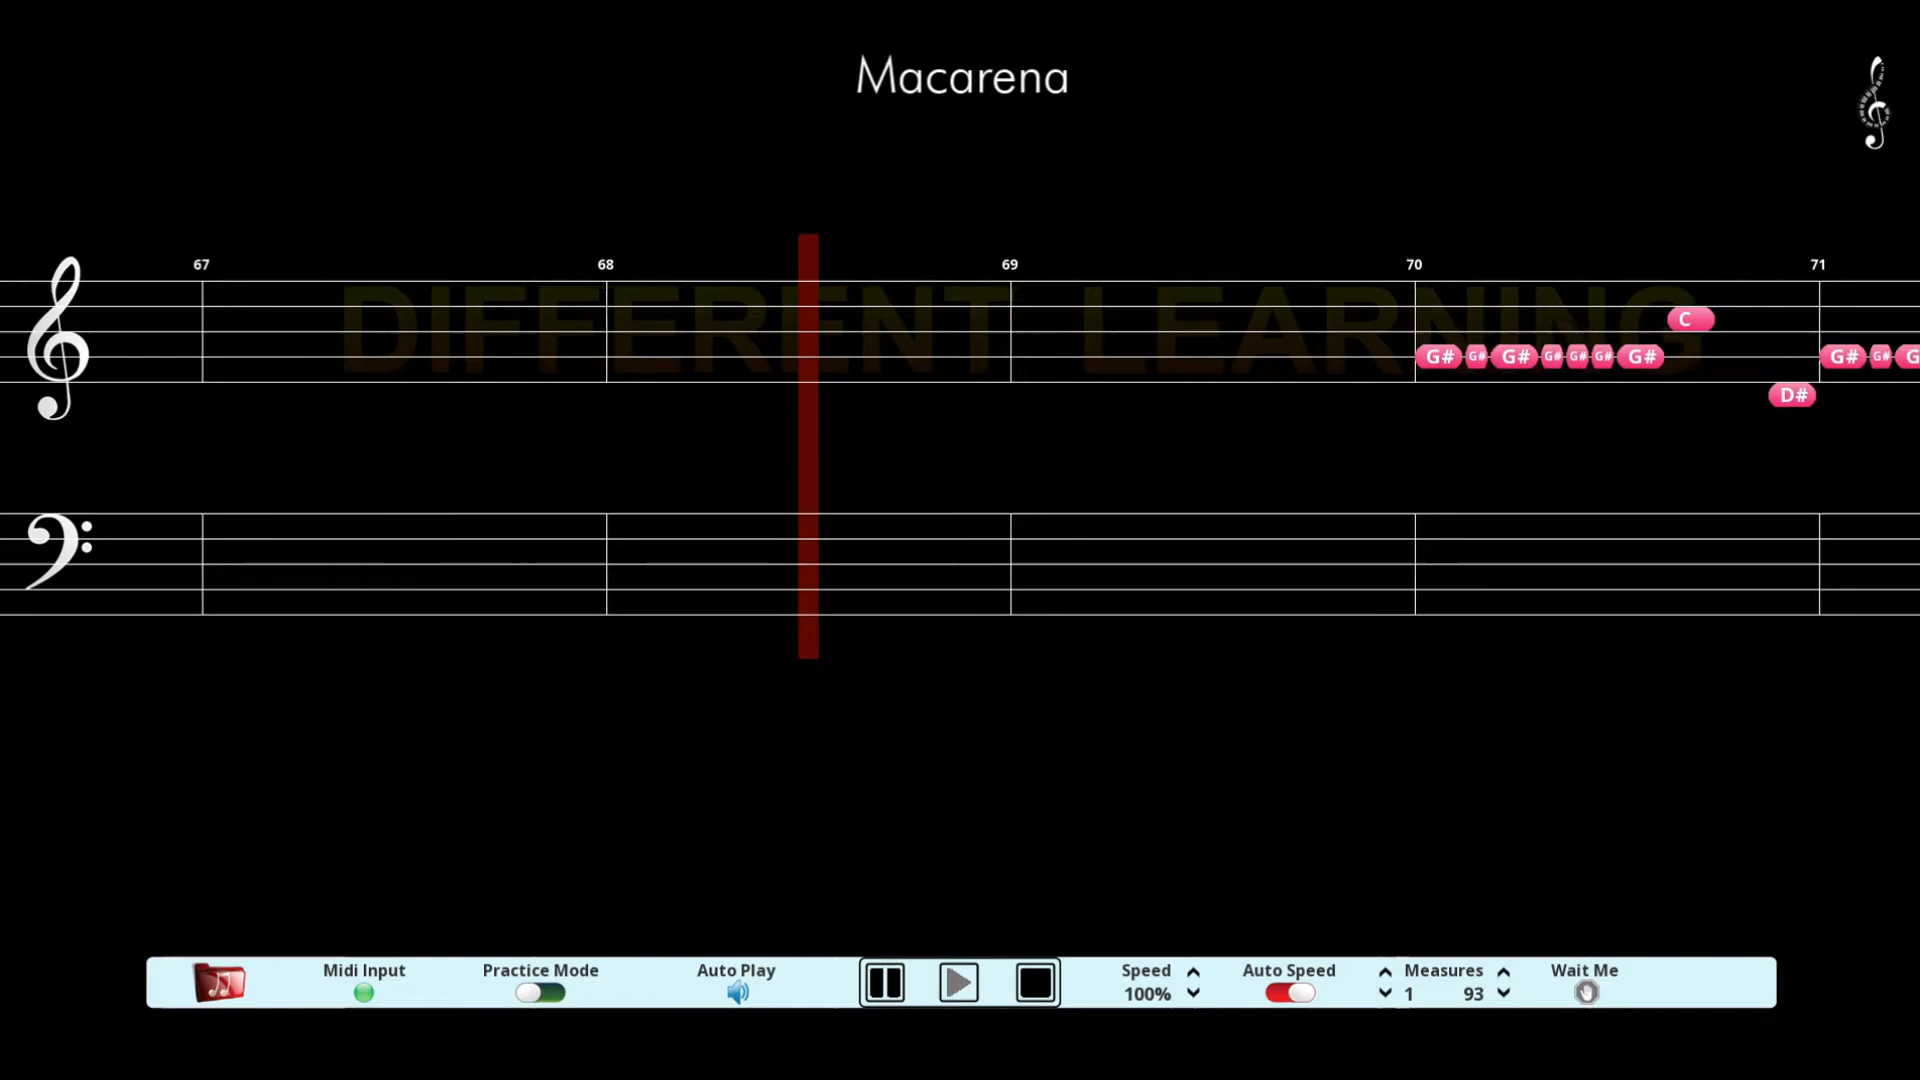 Macarena
67 68 69 70 71
DIFFERENT LEARNING
C
G# G# G# G# G# G# G# G# G# G
D#
Midi Input Practice Mode Auto Play Speed Auto Speed Measures Wait Me
100% 1 93